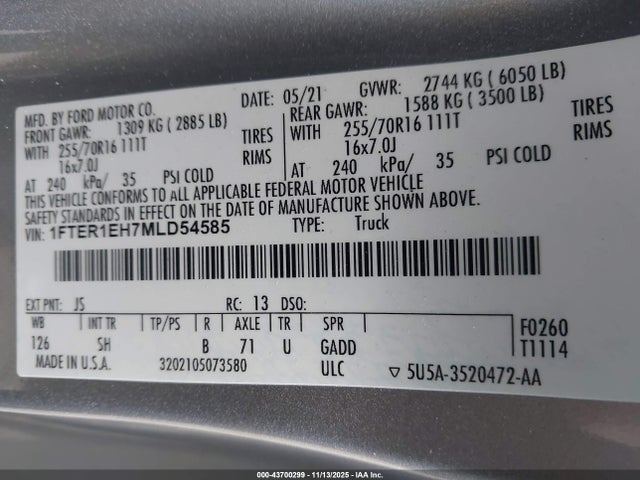 MFD. BY FORD MOTOR CO.
DATE: 05/21 GVWR: 2744 KG ( 6050 LB)
FRONT GAWR: 1309 KG ( 2885 LB) REAR GAWR: 1588 KG ( 3500 LB)
WITH 255/70R16 111T TIRES WITH 255/70R16 111T TIRES
16x7.0J RIMS 16x7.0J RIMS
AT 240 kPa/ 35 PSI COLD AT 240 kPa/ 35 PSI COLD
THIS VEHICLE CONFORMS TO ALL APPLICABLE FEDERAL MOTOR VEHICLE
SAFETY STANDARDS IN EFFECT ON THE DATE OF MANUFACTURE SHOWN ABOVE.
VIN: 1FTER1EH7MLD54585 TYPE: Truck
EXT PNT: JS RC: 13 DSO:
WB INT TR TP/PS R AXLE TR SPR F0260
126 SH B 71 U GADD T1114
MADE IN U.S.A. 3202105073580 ULC ▽ 5U5A-3520472-AA
000-43700299 - 11/13/2025 - IAA, Inc.